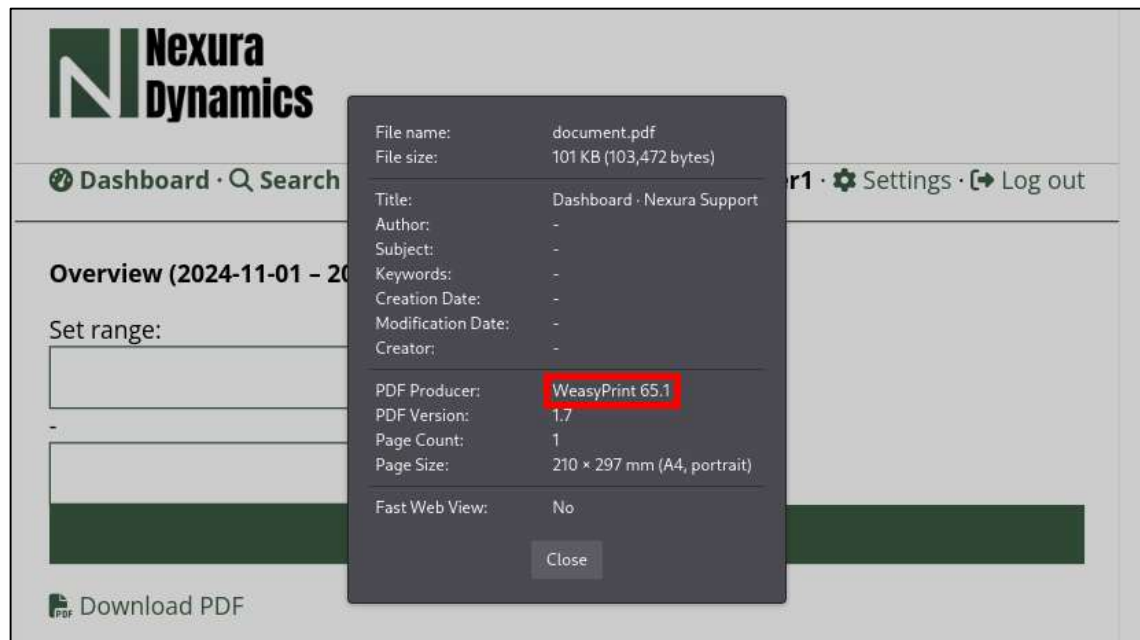 Nexura
Dynamics
Dashboard · Search
r1 · Settings · Log out
Overview (2024-11-01 – 20
Set range:
-
Download PDF
PDF
File name: document.pdf
File size: 101 KB (103,472 bytes)
Title: Dashboard · Nexura Support
Author: -
Subject: -
Keywords: -
Creation Date: -
Modification Date: -
Creator: -
PDF Producer: WeasyPrint 65.1
PDF Version: 1.7
Page Count: 1
Page Size: 210 × 297 mm (A4, portrait)
Fast Web View: No
Close